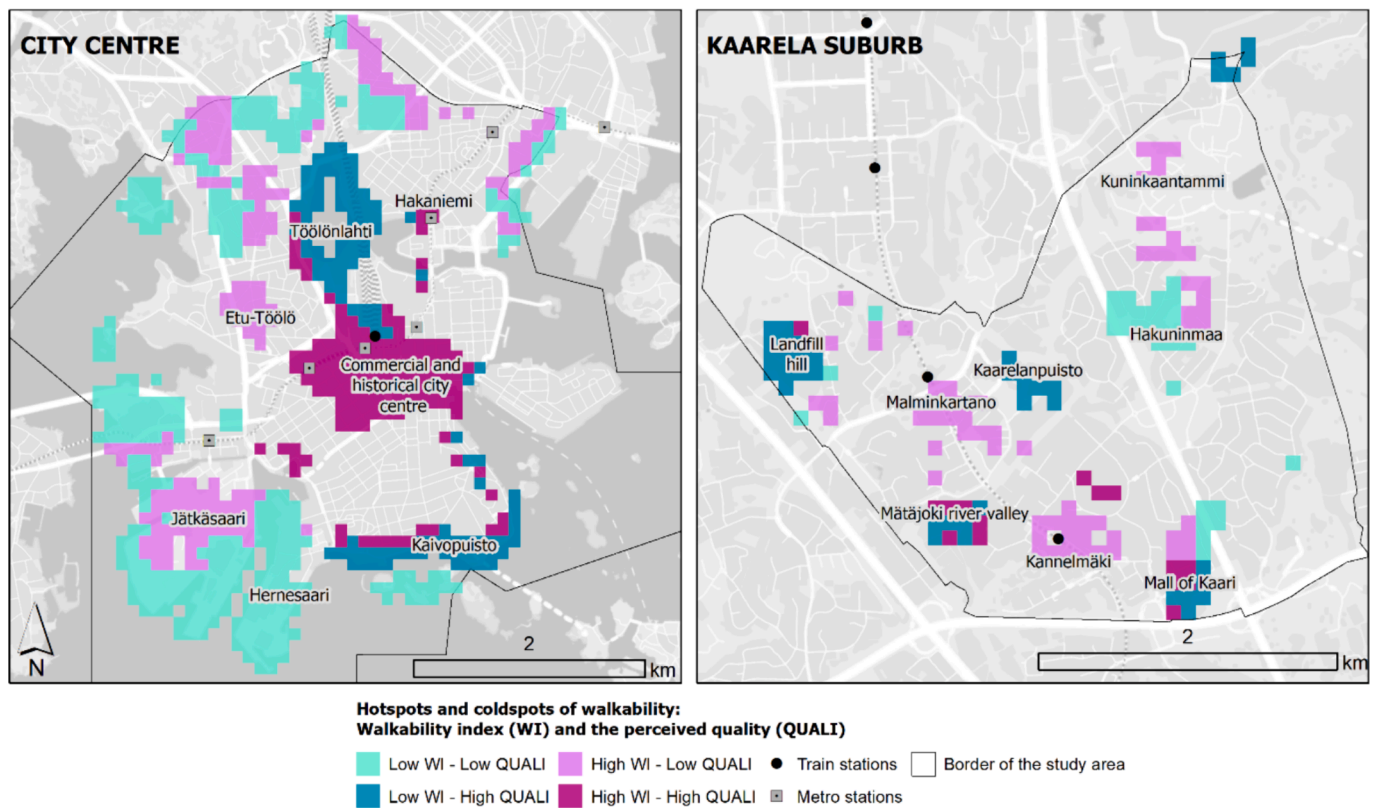 CITY CENTRE
Hakaniemi
Töölönlahti
Etu-Töölö
Commercial and
historical city
centre
Jätkäsaari
Kaivopuisto
Hernesaari
N
2
km
KAARELA SUBURB
Kuninkaantammi
Hakuninmaa
Landfill
hill
Kaarelanpuisto
Malminkartano
Mätäjoki river valley
Kannelmäki
Mall of Kaari
2
km
Hotspots and coldspots of walkability:
Walkability index (WI) and the perceived quality (QUALI)
Low WI - Low QUALI
High WI - Low QUALI
Train stations
Border of the study area
Low WI - High QUALI
High WI - High QUALI
Metro stations